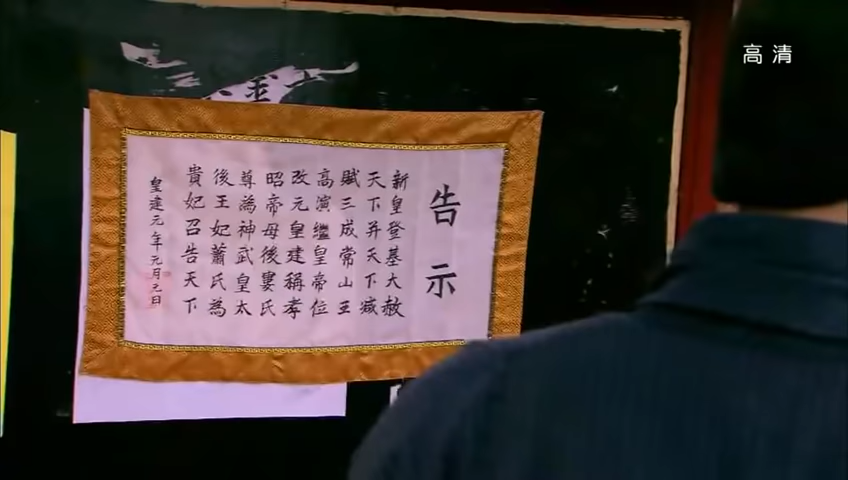 高清
告示
新皇登基大赦
天下并天下减
賦三成常山王
高演繼皇帝位
改元皇建稱孝
昭帝母後婁氏
尊為神武皇太
後王妃蕭氏為
貴妃召告天下
皇建元年元月元日